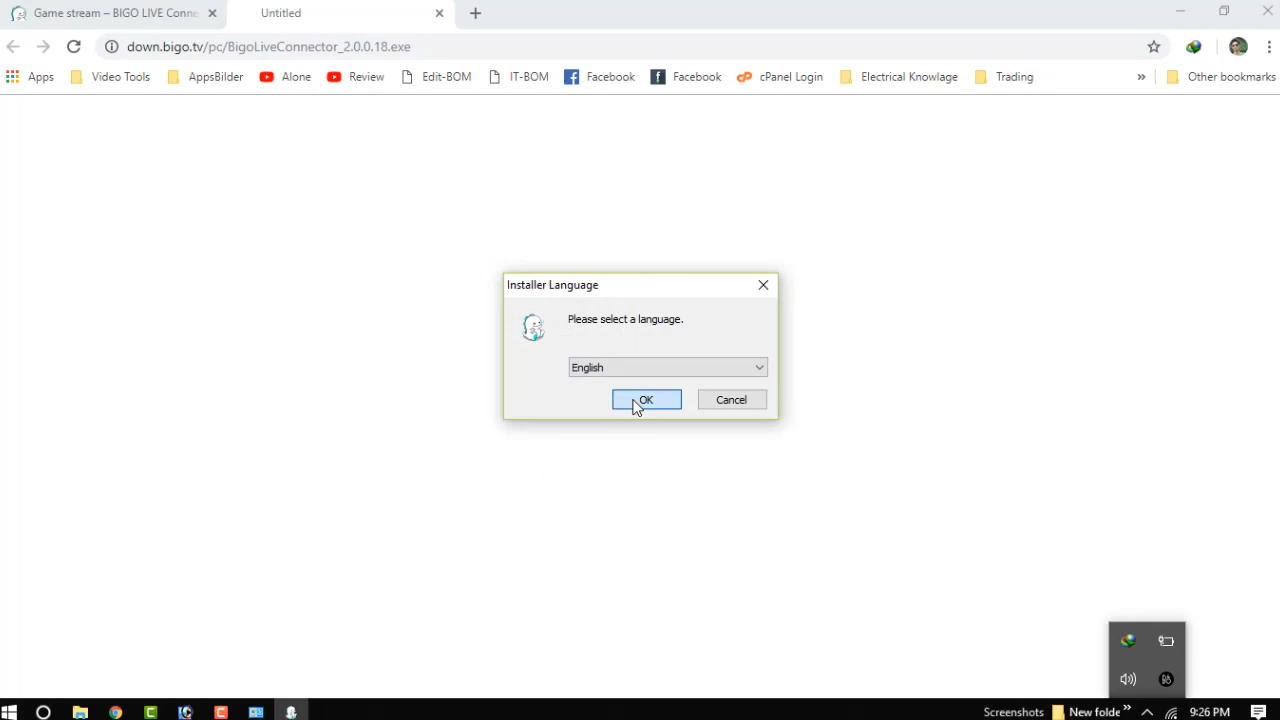 Game stream – BIGO LIVE Conne
Untitled
down.bigo.tv/pc/BigoLiveConnector_2.0.0.18.exe
Apps
Video Tools
AppsBilder
Alone
Review
Edit-BOM
IT-BOM
Facebook
Facebo
cPanel Login
Electrical Knowlage
Trading
»
Other bookmarks
Installer Language
Please select a language.
English
OK
Cancel
Screenshots
New folde
»
9:26 PM